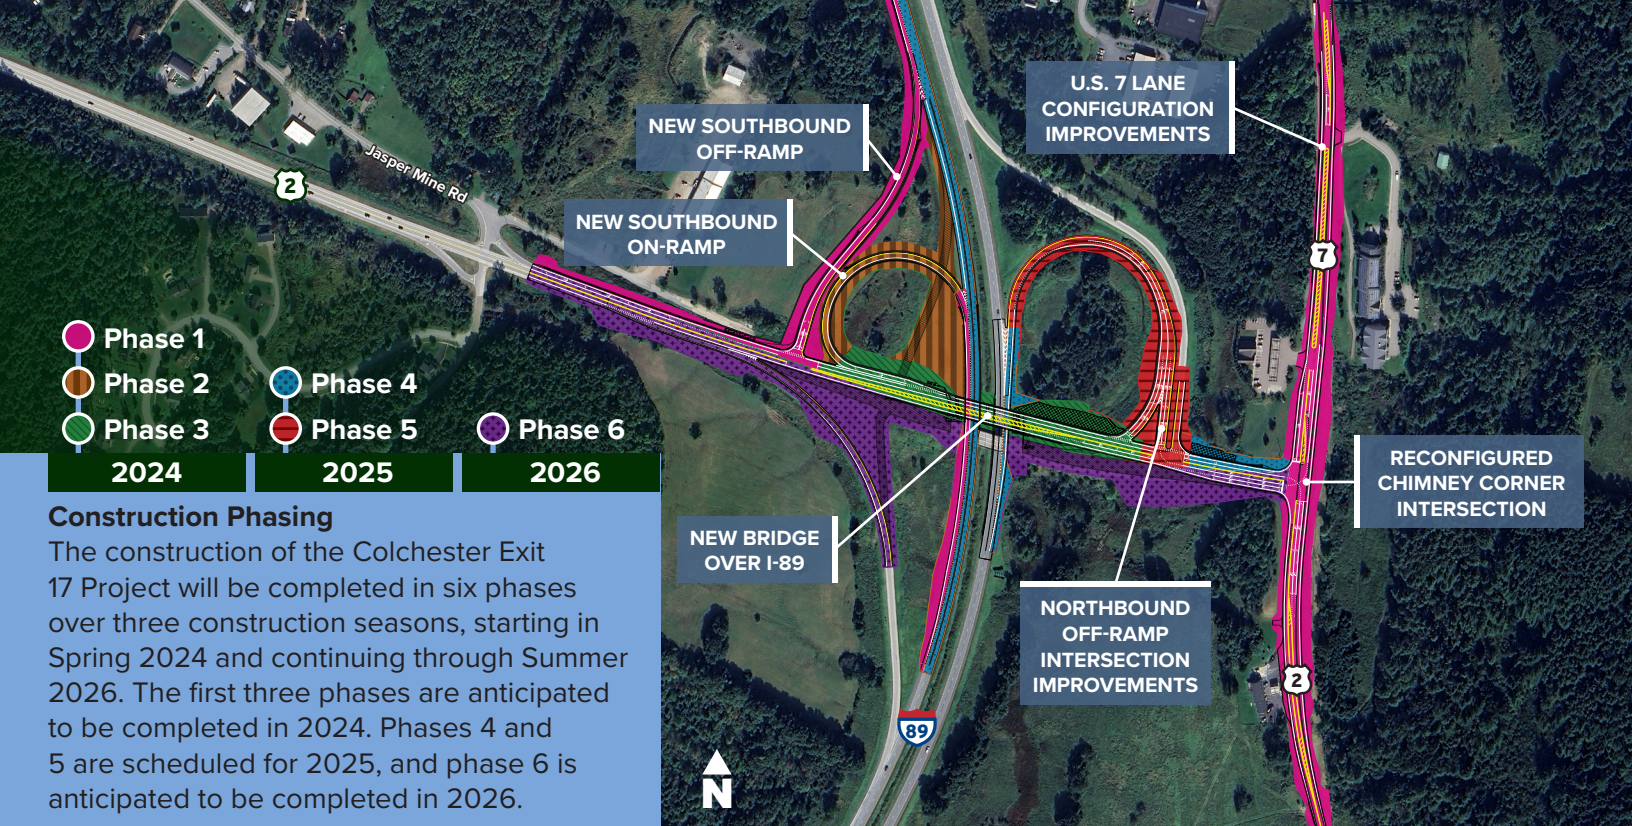 U.S. 7 LANE
CONFIGURATION
IMPROVEMENTS
NEW SOUTHBOUND
OFF-RAMP
Jasper Mine Rd
2
NEW SOUTHBOUND
ON-RAMP
7
Phase 1
Phase 2
Phase 4
Phase 3
Phase 5
Phase 6
2024
2025
2026
RECONFIGURED
CHIMNEY CORNER
INTERSECTION
Construction Phasing
The construction of the Colchester Exit
17 Project will be completed in six phases
over three construction seasons, starting in
Spring 2024 and continuing through Summer
2026. The first three phases are anticipated
to be completed in 2024. Phases 4 and
5 are scheduled for 2025, and phase 6 is
anticipated to be completed in 2026.
NEW BRIDGE
OVER I-89
NORTHBOUND
OFF-RAMP
INTERSECTION
IMPROVEMENTS
2
89
N